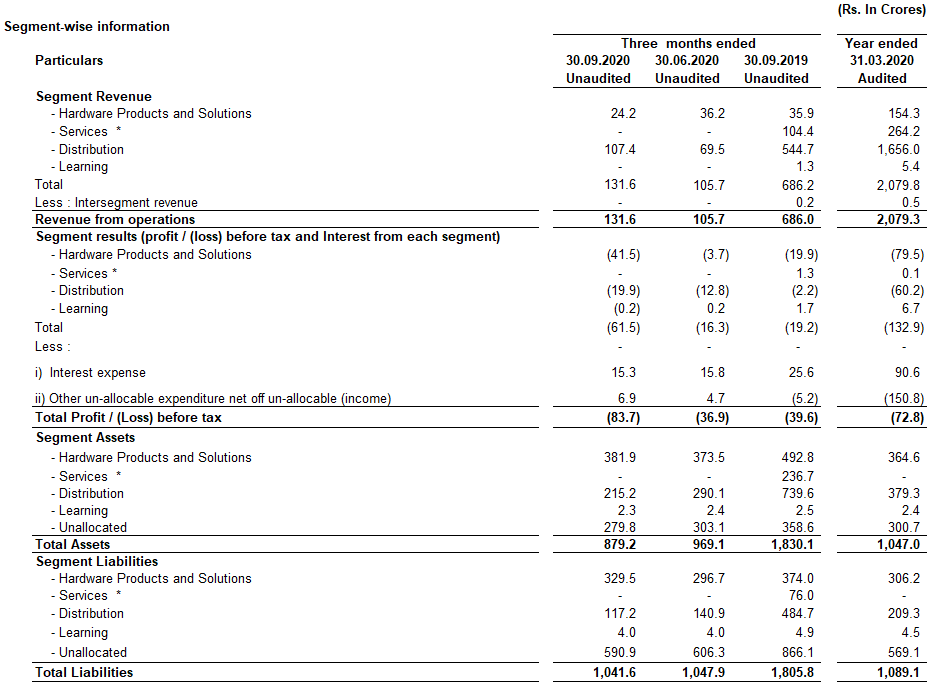 (Rs. In Crores)
Segment-wise information
Three months ended Year ended
Particulars 30.09.2020 30.06.2020 30.09.2019 31.03.2020
Unaudited Unaudited Unaudited Audited
Segment Revenue
- Hardware Products and Solutions 24.2 36.2 35.9 154.3
- Services * - - 104.4 264.2
- Distribution 107.4 69.5 544.7 1,656.0
- Learning - - 1.3 5.4
Total 131.6 105.7 686.2 2,079.8
Less : Intersegment revenue - - 0.2 0.5
Revenue from operations 131.6 105.7 686.0 2,079.3
Segment results (profit / (loss) before tax and Interest from each segment)
- Hardware Products and Solutions (41.5) (3.7) (19.9) (79.5)
- Services * - - 1.3 0.1
- Distribution (19.9) (12.8) (2.2) (60.2)
- Learning (0.2) 0.2 1.7 6.7
Total (61.5) (16.3) (19.2) (132.9)
Less : - - - -
i) Interest expense 15.3 15.8 25.6 90.6
ii) Other un-allocable expenditure net off un-allocable (income) 6.9 4.7 (5.2) (150.8)
Total Profit / (Loss) before tax (83.7) (36.9) (39.6) (72.8)
Segment Assets
- Hardware Products and Solutions 381.9 373.5 492.8 364.6
- Services * - - 236.7 -
- Distribution 215.2 290.1 739.6 379.3
- Learning 2.3 2.4 2.5 2.4
- Unallocated 279.8 303.1 358.6 300.7
Total Assets 879.2 969.1 1,830.1 1,047.0
Segment Liabilities
- Hardware Products and Solutions 329.5 296.7 374.0 306.2
- Services * - - 76.0 -
- Distribution 117.2 140.9 484.7 209.3
- Learning 4.0 4.0 4.9 4.5
- Unallocated 590.9 606.3 866.1 569.1
Total Liabilities 1,041.6 1,047.9 1,805.8 1,089.1